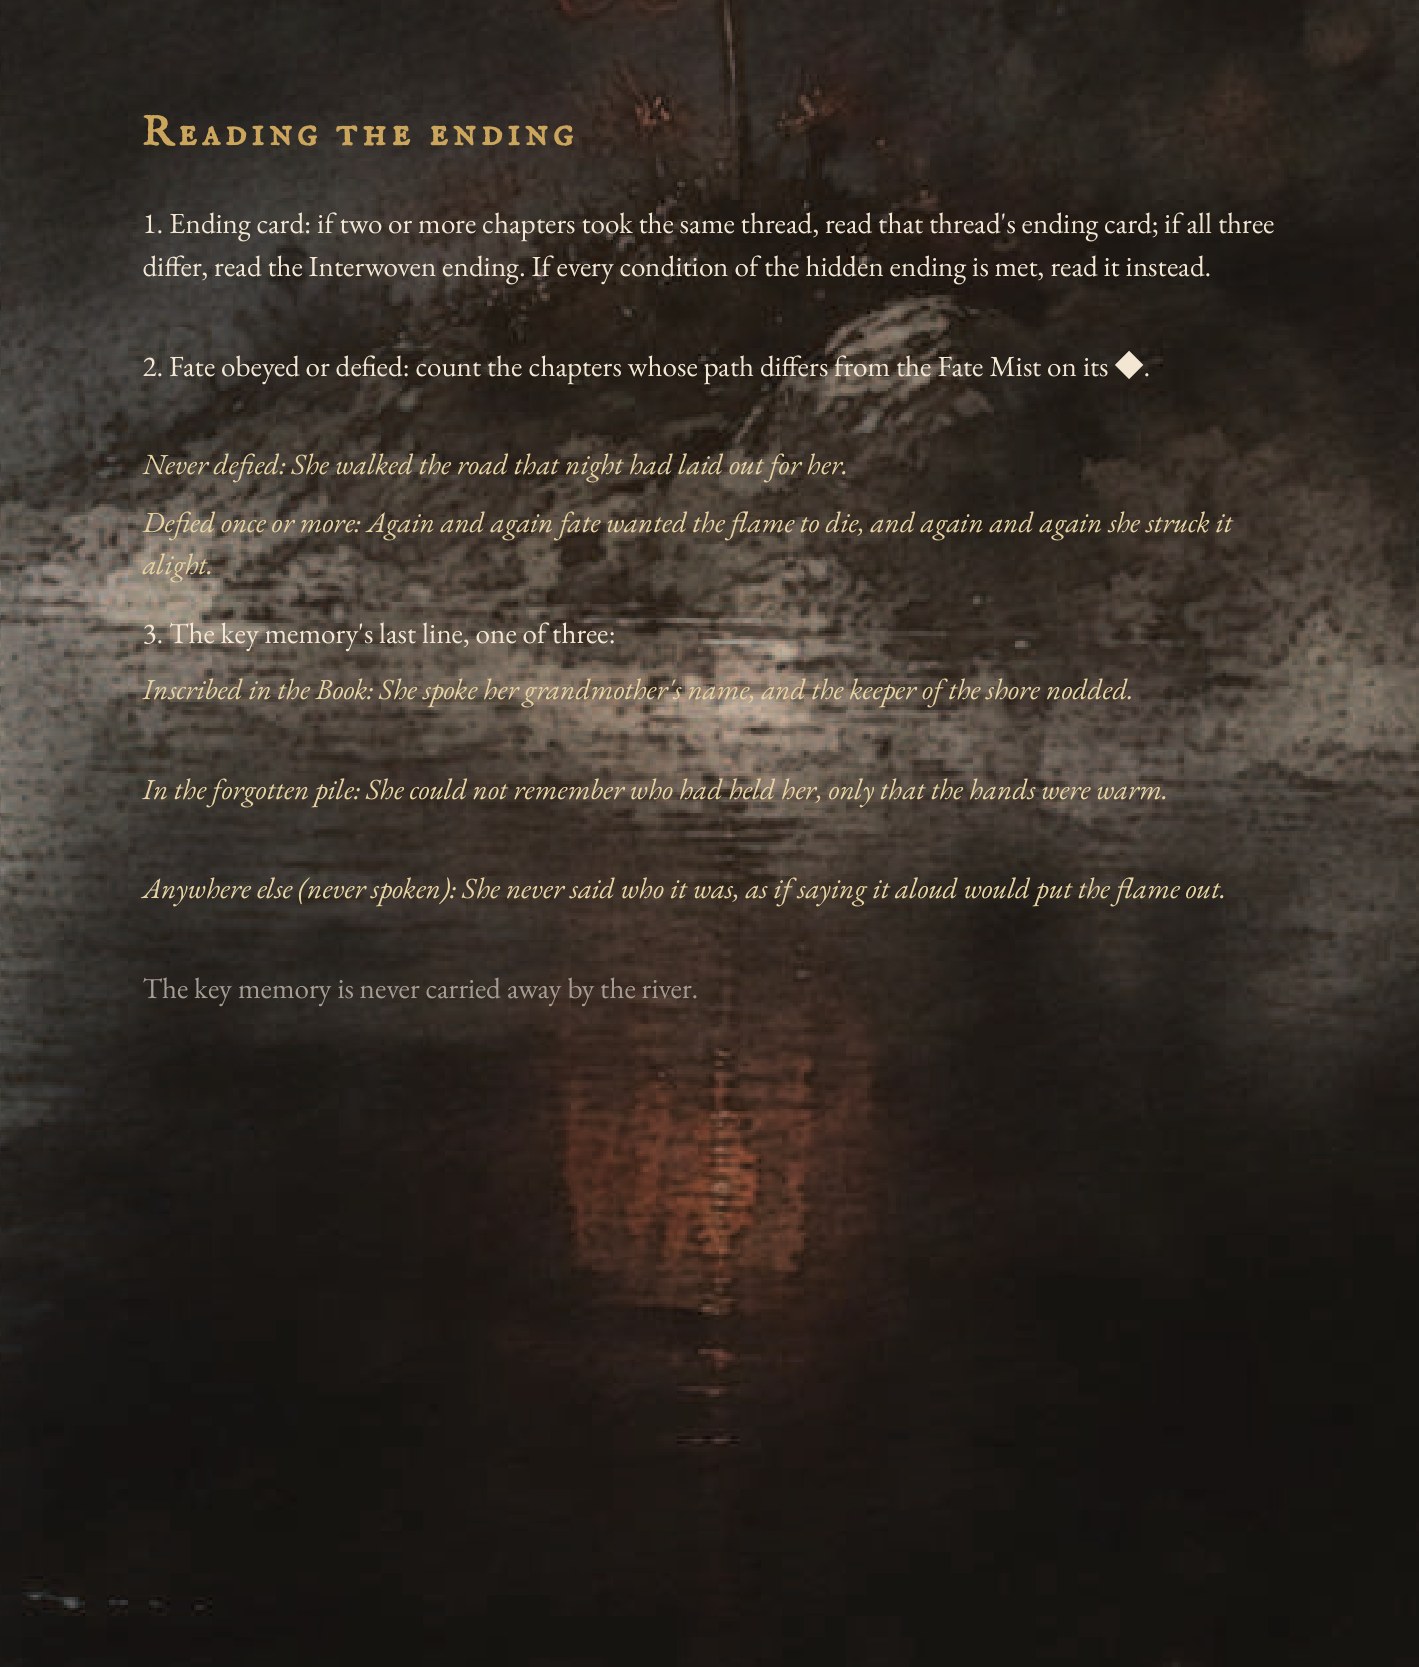 Reading the ending
1. Ending card: if two or more chapters took the same thread, read that thread's ending card; if all three
differ, read the Interwoven ending. If every condition of the hidden ending is met, read it instead.
2. Fate obeyed or defied: count the chapters whose path differs from the Fate Mist on its ◆.
Never defied: She walked the road that night had laid out for her.
Defied once or more: Again and again fate wanted the flame to die, and again and again she struck it
alight.
3. The key memory's last line, one of three:
Inscribed in the Book: She spoke her grandmother's name, and the keeper of the shore nodded.
In the forgotten pile: She could not remember who had held her, only that the hands were warm.
Anywhere else (never spoken): She never said who it was, as if saying it aloud would put the flame out.
The key memory is never carried away by the river.